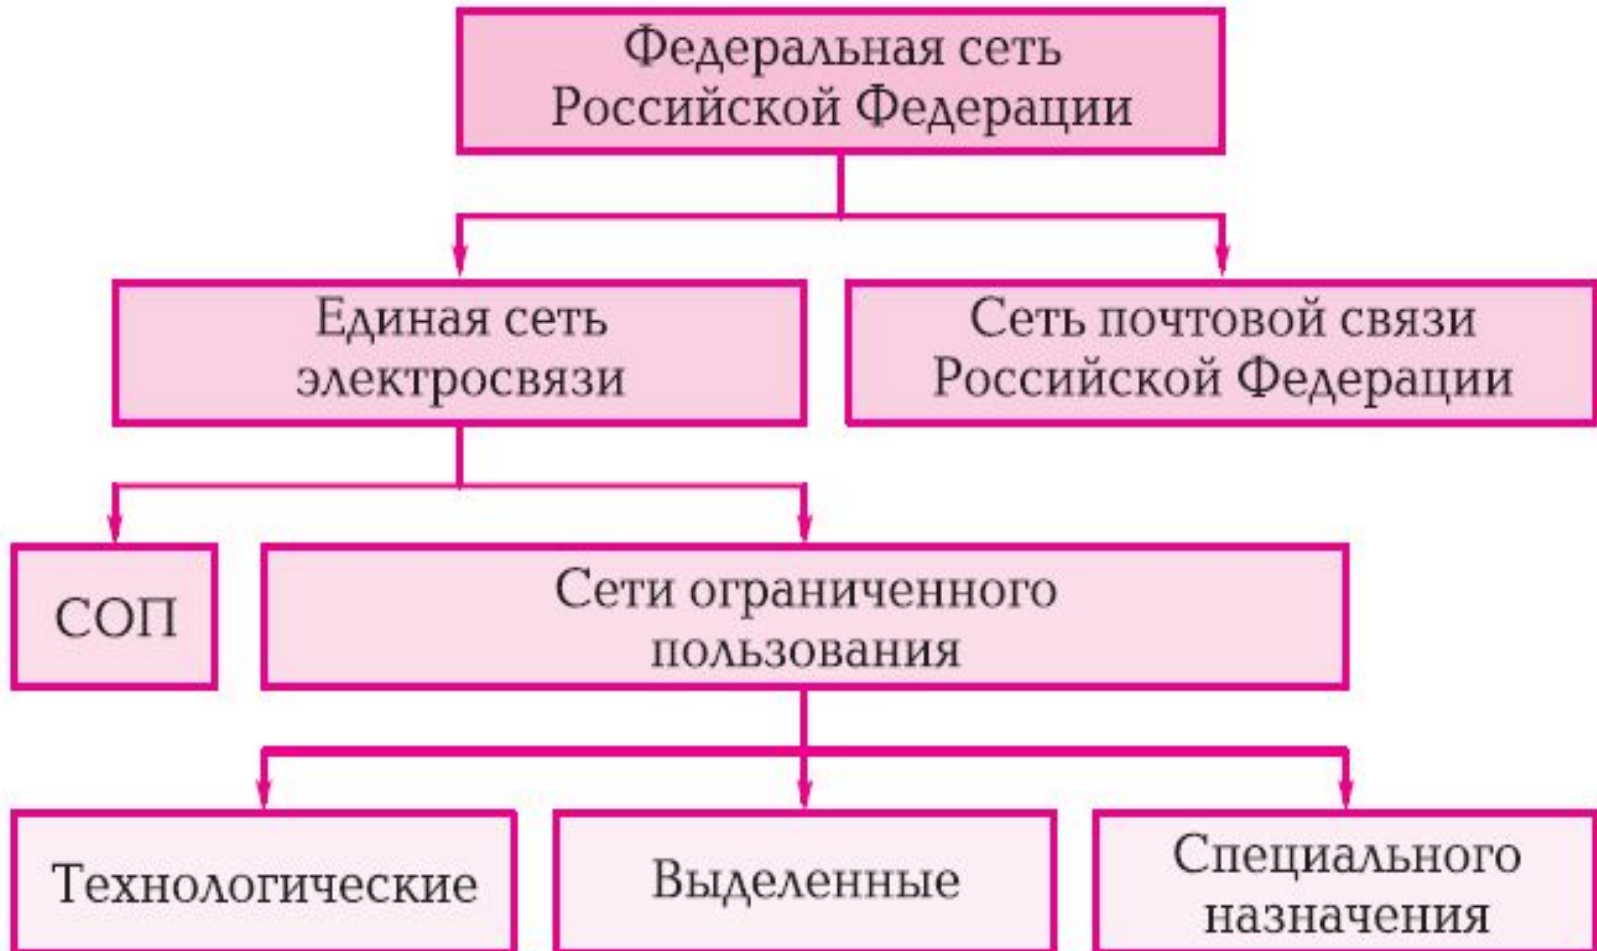 Федеральная сеть
Российской Федерации
Единая сеть
электросвязи
Сеть почтовой связи
Российской Федерации
СОП
Сети ограниченного
пользования
Технологические
Выделенные
Специального
назначения